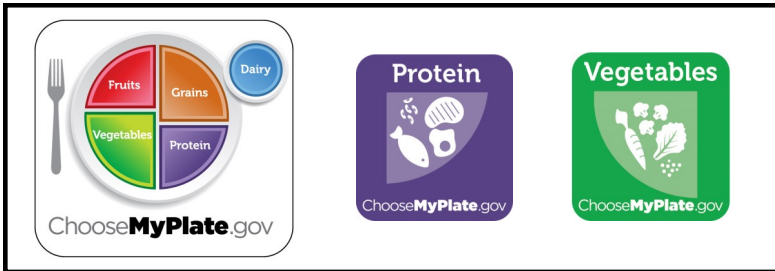 Fruits
Grains
Dairy
Vegetables
Protein
ChooseMyPlate.gov
Protein
ChooseMyPlate.gov
Vegetables
ChooseMyPlate.gov